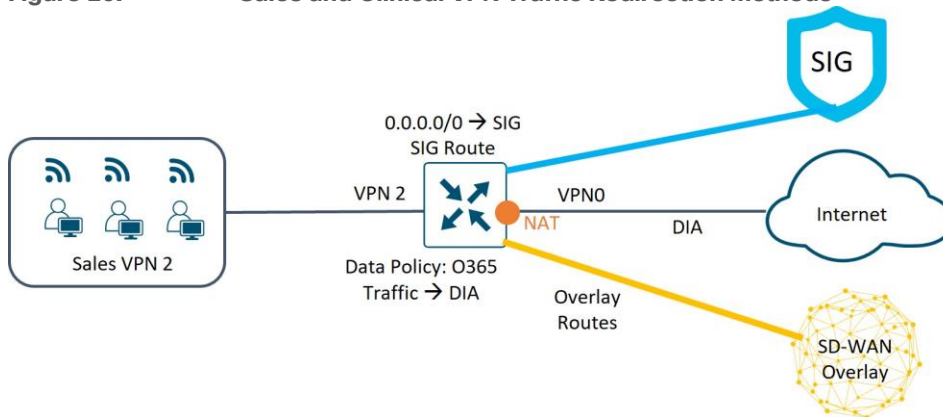 SIG
0.0.0.0/0 → SIG
SIG Route
VPN 2
VPN0
NAT
DIA
Internet
Sales VPN 2
Data Policy: O365
Traffic → DIA
Overlay
Routes
SD-WAN
Overlay